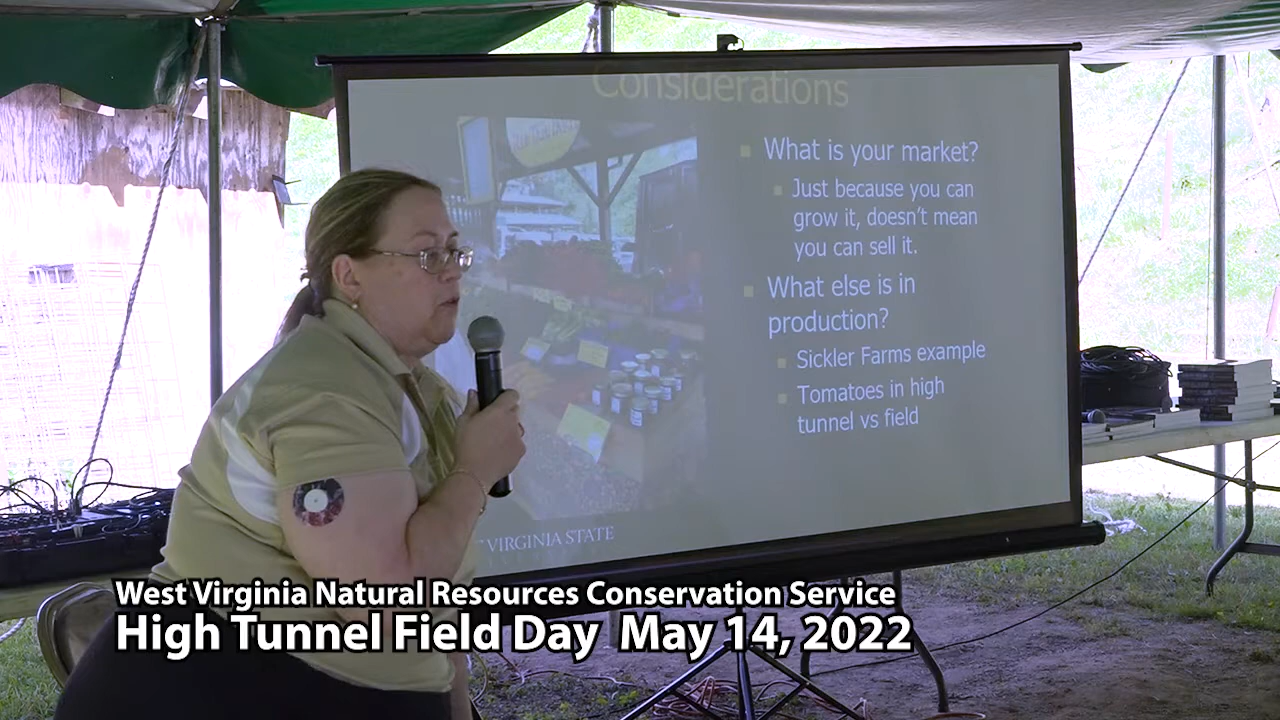 Considerations
What is your market?
Just because you can
grow it, doesn't mean
you can sell it.
What else is in
production?
Sickler Farms example
Tomatoes in high
tunnel vs field
VIRGINIA STATE
West Virginia Natural Resources Conservation Service
High Tunnel Field Day May 14, 2022